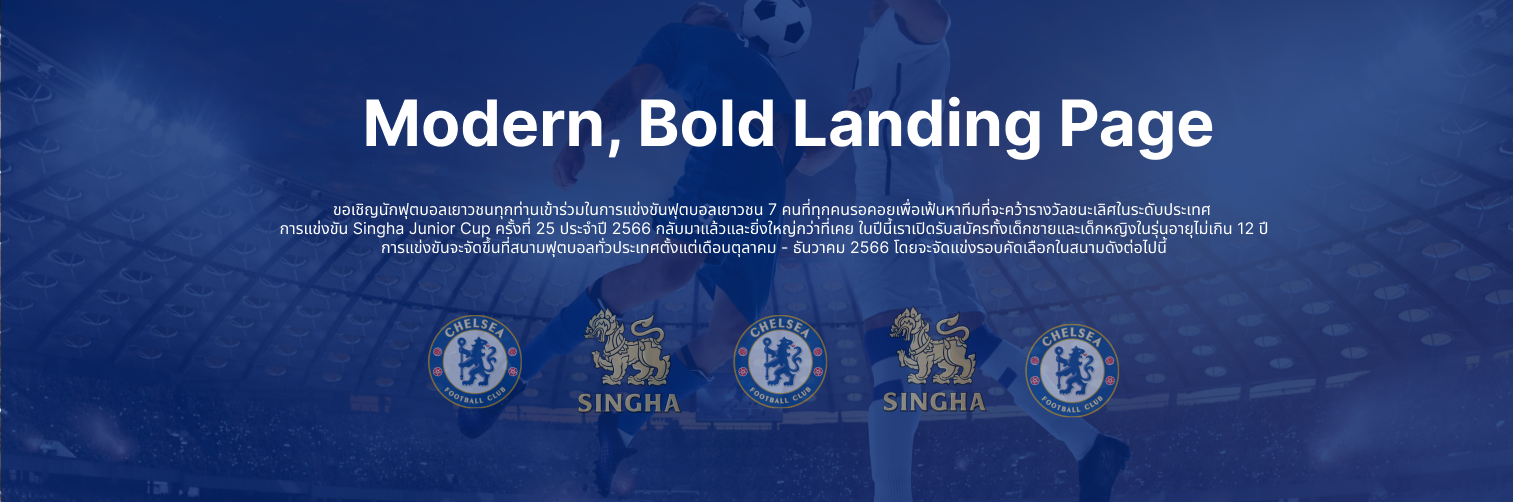 Modern, Bold Landing Page
ขอเชิญนักฟุตบอลเยาวชนทุกท่านเข้าร่วมในการแข่งขันฟุตบอลเยาวชน 7 คนที่ทุกคนรอคอยเพื่อเฟ้นหาทีมที่จะคว้ารางวัลชนะเลิศในระดับประเทศ
การแข่งขัน Singha Junior Cup ครั้งที่ 25 ประจำปี 2566 กลับมาแล้วและยิ่งใหญ่กว่าที่เคย ในปีนี้เราเปิดรับสมัครทั้งเด็กชายและเด็กหญิงในรุ่นอายุไม่เกิน 12 ปี
การแข่งขันจะจัดขึ้นที่สนามฟุตบอลทั่วประเทศตั้งแต่เดือนตุลาคม - ธันวาคม 2566 โดยจะจัดแข่งรอบคัดเลือกในสนามดังต่อไปนี้
CHELSEA
FOOTBALL CLUB
SINGHA
CHELSEA
FOOTBALL CLUB
SINGHA
CHELSEA
FOOTBALL CLUB